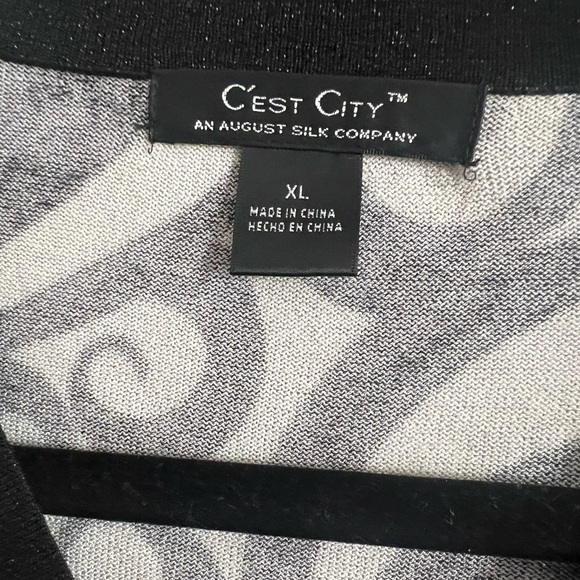 C'EST CITY™
AN AUGUST SILK COMPANY
XL
MADE IN CHINA
HECHO EN CHINA